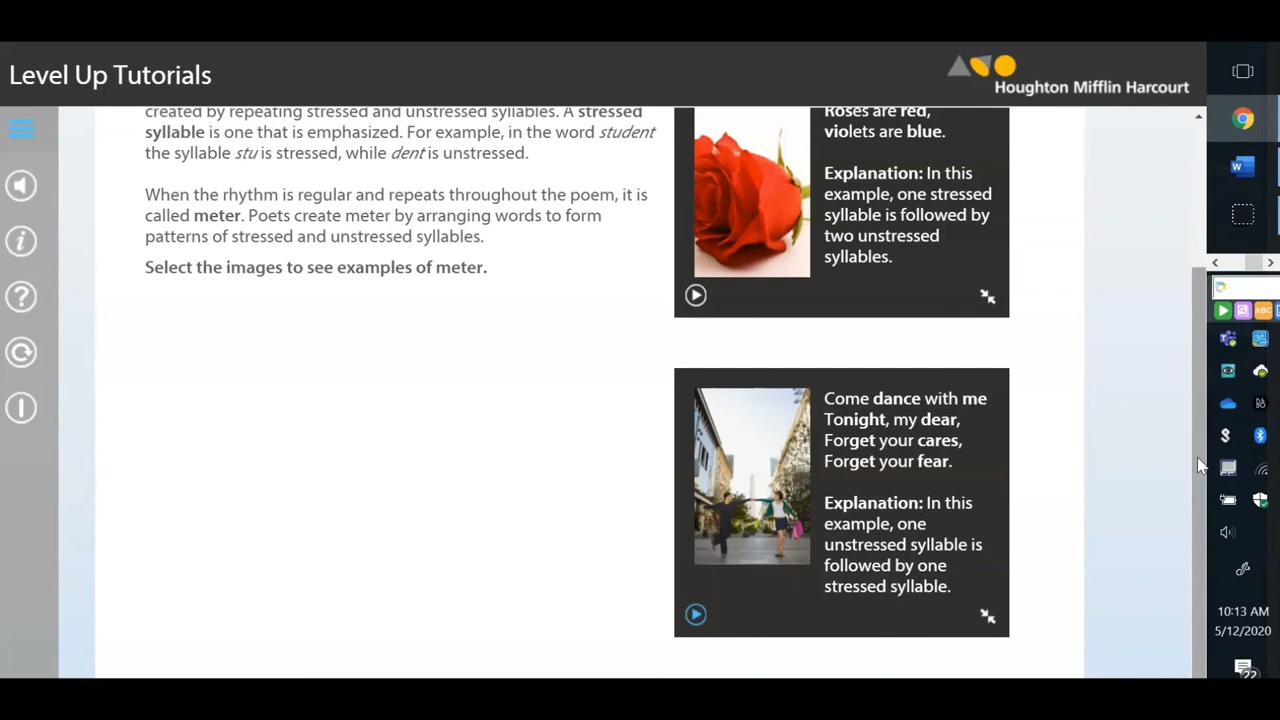 Level Up Tutorials
Houghton Mifflin Harcourt
created by repeating stressed and unstressed syllables. A stressed
syllable is one that is emphasized. For example, in the word student
the syllable stu is stressed, while dent is unstressed.
When the rhythm is regular and repeats throughout the poem, it is
called meter. Poets create meter by arranging words to form
patterns of stressed and unstressed syllables.
Select the images to see examples of meter.
Roses are red,
violets are blue.
Explanation: In this
example, one stressed
syllable is followed by
two unstressed
syllables.
Come dance with me
Tonight, my dear,
Forget your cares,
Forget your fear.
Explanation: In this
example, one
unstressed syllable is
followed by one
stressed syllable.
ABC
10:13 AM
5/12/2020
22